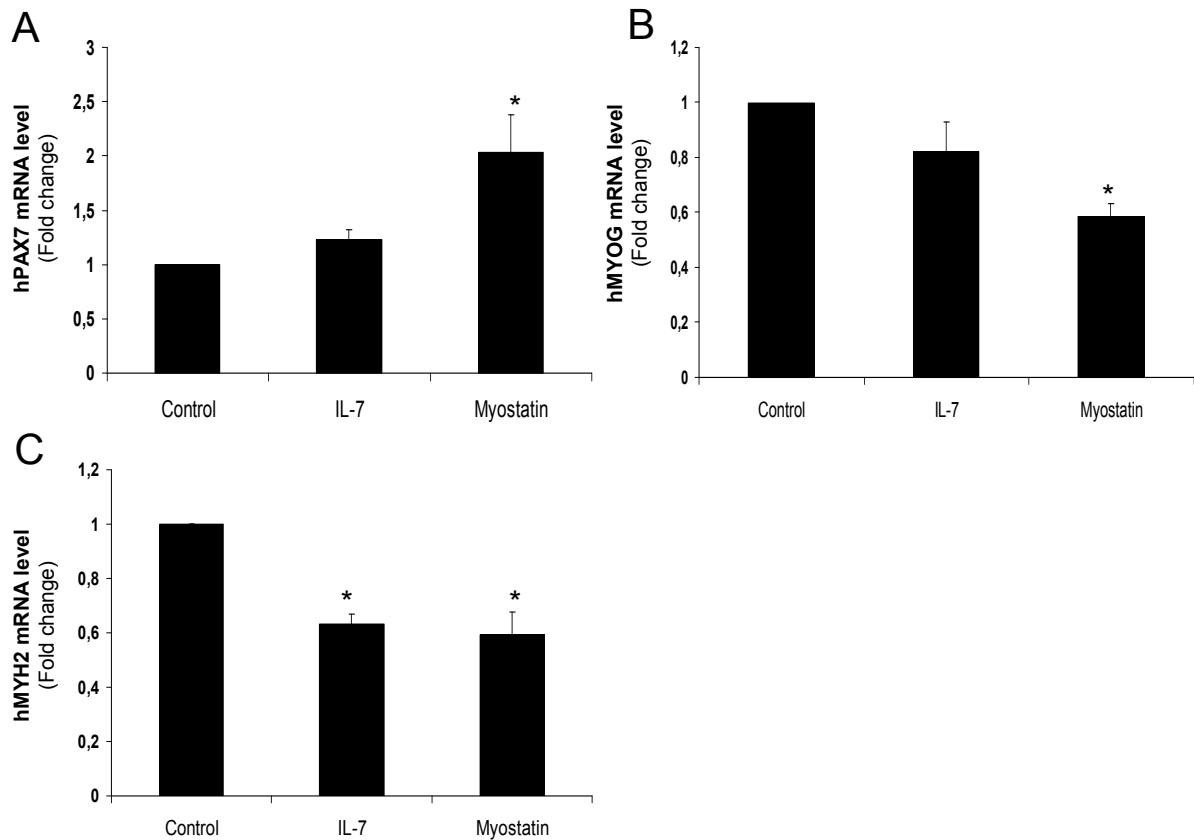 A
hPAX7 mRNA level
(Fold change)
3
2,5
2
1,5
1
0,5
0
*
Control IL-7 Myostatin
B
hMYOG mRNA level
(Fold change)
1,2
1
0,8
0,6
0,4
0,2
0
*
Control IL-7 Myostatin
C
hMYH2 mRNA level
(Fold change)
1,2
1
0,8
0,6
0,4
0,2
0
* *
Control IL-7 Myostatin